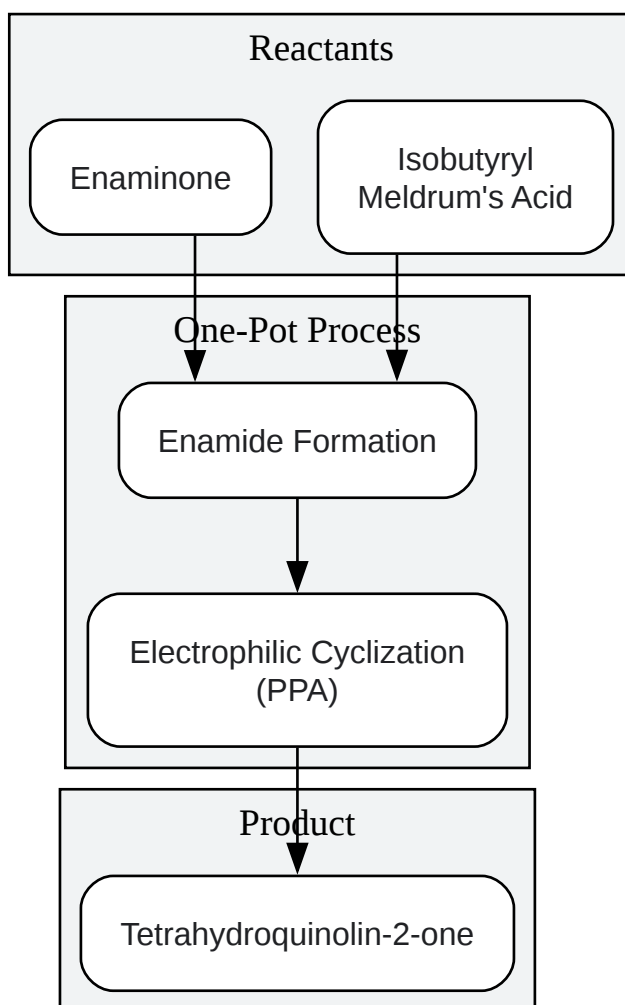 Reactants
Enaminone
Isobutyryl
Meldrum's Acid
One-Pot Process
Enamide Formation
Electrophilic Cyclization
(PPA)
Product
Tetrahydroquinolin-2-one